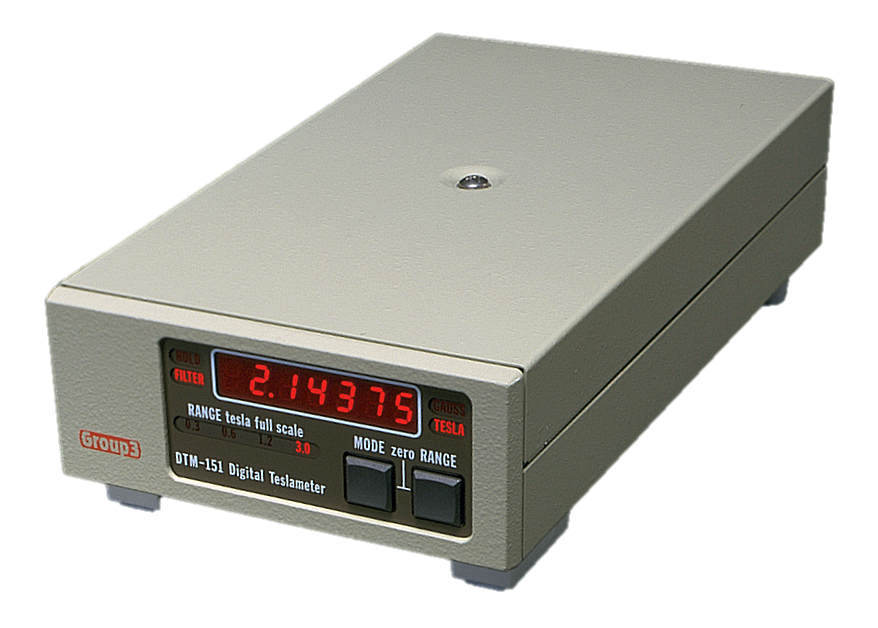 HOLD
FILTER
2.14375
GAUSS
TESLA
RANGE tesla full scale
0.3 0.6 1.2 3.0
MODE zero RANGE
Group3
DTM-151 Digital Teslameter